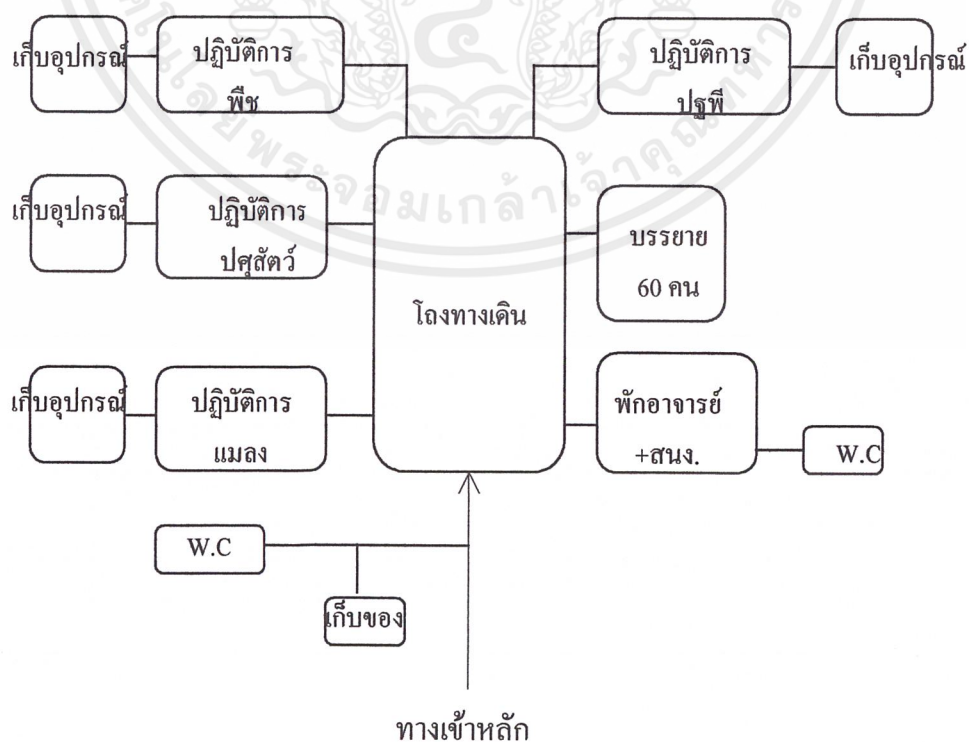 เก็บอุปกรณ์
ปฏิบัติการ
พืช
ปฏิบัติการ
ปฐพี
เก็บอุปกรณ์
เก็บอุปกรณ์
ปฏิบัติการ
ปศุสัตว์
บรรยาย
60 คน
โถงทางเดิน
เก็บอุปกรณ์
ปฏิบัติการ
แมลง
พักอาจารย์
+สนง.
W.C
W.C
เก็บของ
ทางเข้าหลัก